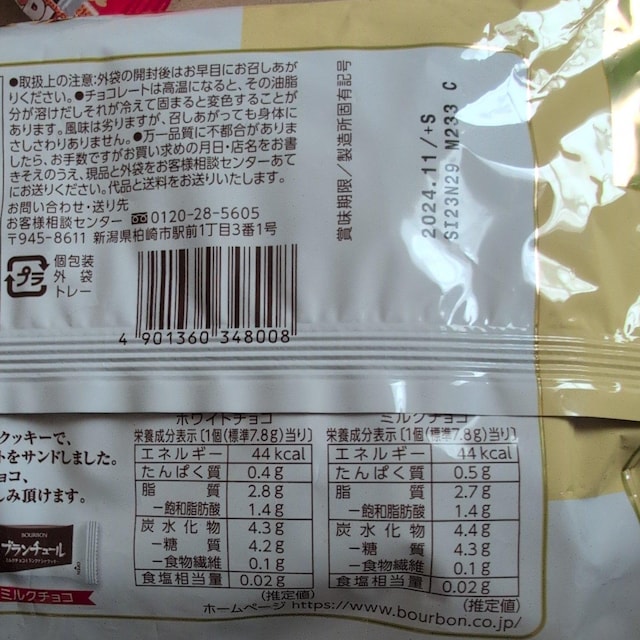 ●取扱上の注意:外袋の開封後はお早目にお召しあが
りください。●チョコレートは高温になると、その油脂
分が溶けだしそれが冷えて固まると変色することが
あります。風味は劣りますが、召しあがっても身体に
さしさわりありません。●万一品質に不都合がありま
したら、お手数ですがお買い求めの月日・店名をお書
きそえのうえ、現品と外袋をお客様相談センターあて
にお送りください。代品と送料をお送りいたします。
お問い合わせ・送り先
お客様相談センター 0120-28-5605
〒945-8611 新潟県柏崎市駅前1丁目3番1号
プラ
個包装
外袋
トレー
4 901360 348008
賞味期限/製造所固有記号
2024.11/+S
SI23N29 M233 C
クッキーで、
トをサンドしました。
ョコ、
しみ頂けます。
BOURBON
ブランチュール
ミルクチョコ
ホワイトチョコ
栄養成分表示[1個(標準7.8g)当り]
エネルギー 44kcal
たんぱく質 0.4g
脂質 2.8g
-飽和脂肪酸 1.4g
炭水化物 4.3g
-糖質 4.2g
-食物繊維 0.1g
食塩相当量 0.02g
(推定値)
ミルクチョコ
栄養成分表示[1個(標準7.8g)当り]
エネルギー 44kcal
たんぱく質 0.5g
脂質 2.7g
-飽和脂肪酸 1.4g
炭水化物 4.4g
-糖質 4.3g
-食物繊維 0.1g
食塩相当量 0.02g
(推定値)
ホームページ https://www.bourbon.co.jp/